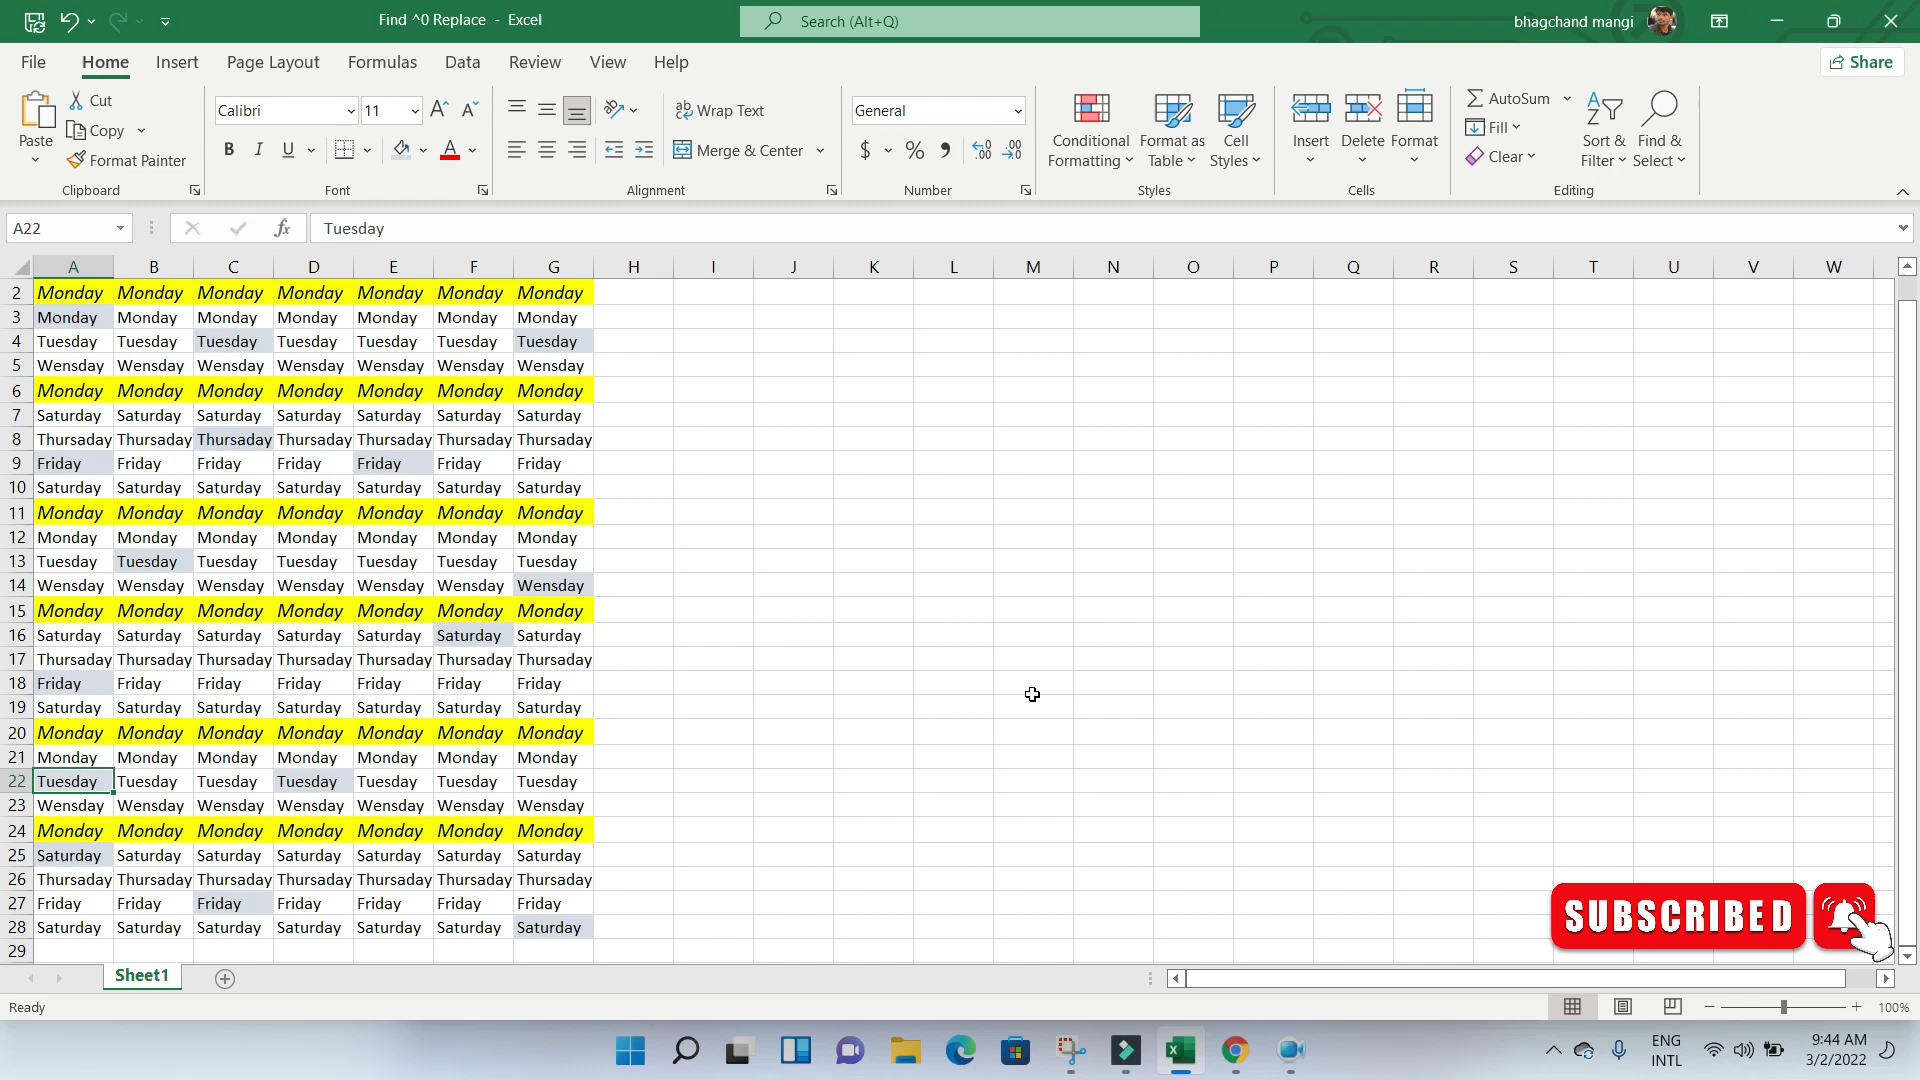 Find ^0 Replace - Excel
Search (Alt+Q)
bhagchand mangi
File Home Insert Page Layout Formulas Data Review View Help
Share
Paste
Cut
Copy
Format Painter
Clipboard
Calibri 11
B I U
Font
Wrap Text
Merge & Center
Alignment
General
$ % ,
Number
Conditional Formatting
Format as Table
Cell Styles
Styles
Insert Delete Format
Cells
AutoSum
Fill
Clear
Sort & Filter
Find & Select
Editing
A22 fx Tuesday
A B C D E F G H I J K L M N O P Q R S T U V W
2 Monday Monday Monday Monday Monday Monday Monday
3 Monday Monday Monday Monday Monday Monday Monday
4 Tuesday Tuesday Tuesday Tuesday Tuesday Tuesday Tuesday
5 Wensday Wensday Wensday Wensday Wensday Wensday Wensday
6 Monday Monday Monday Monday Monday Monday Monday
7 Saturday Saturday Saturday Saturday Saturday Saturday Saturday
8 Thursaday Thursaday Thursaday Thursaday Thursaday Thursaday Thursaday
9 Friday Friday Friday Friday Friday Friday Friday
10 Saturday Saturday Saturday Saturday Saturday Saturday Saturday
11 Monday Monday Monday Monday Monday Monday Monday
12 Monday Monday Monday Monday Monday Monday Monday
13 Tuesday Tuesday Tuesday Tuesday Tuesday Tuesday Tuesday
14 Wensday Wensday Wensday Wensday Wensday Wensday Wensday
15 Monday Monday Monday Monday Monday Monday Monday
16 Saturday Saturday Saturday Saturday Saturday Saturday Saturday
17 Thursaday Thursaday Thursaday Thursaday Thursaday Thursaday Thursaday
18 Friday Friday Friday Friday Friday Friday Friday
19 Saturday Saturday Saturday Saturday Saturday Saturday Saturday
20 Monday Monday Monday Monday Monday Monday Monday
21 Monday Monday Monday Monday Monday Monday Monday
22 Tuesday Tuesday Tuesday Tuesday Tuesday Tuesday Tuesday
23 Wensday Wensday Wensday Wensday Wensday Wensday Wensday
24 Monday Monday Monday Monday Monday Monday Monday
25 Saturday Saturday Saturday Saturday Saturday Saturday Saturday
26 Thursaday Thursaday Thursaday Thursaday Thursaday Thursaday Thursaday
27 Friday Friday Friday Friday Friday Friday Friday
28 Saturday Saturday Saturday Saturday Saturday Saturday Saturday
29
SUBSCRIBED
Sheet1
Ready
100%
ENG
INTL
9:44 AM
3/2/2022